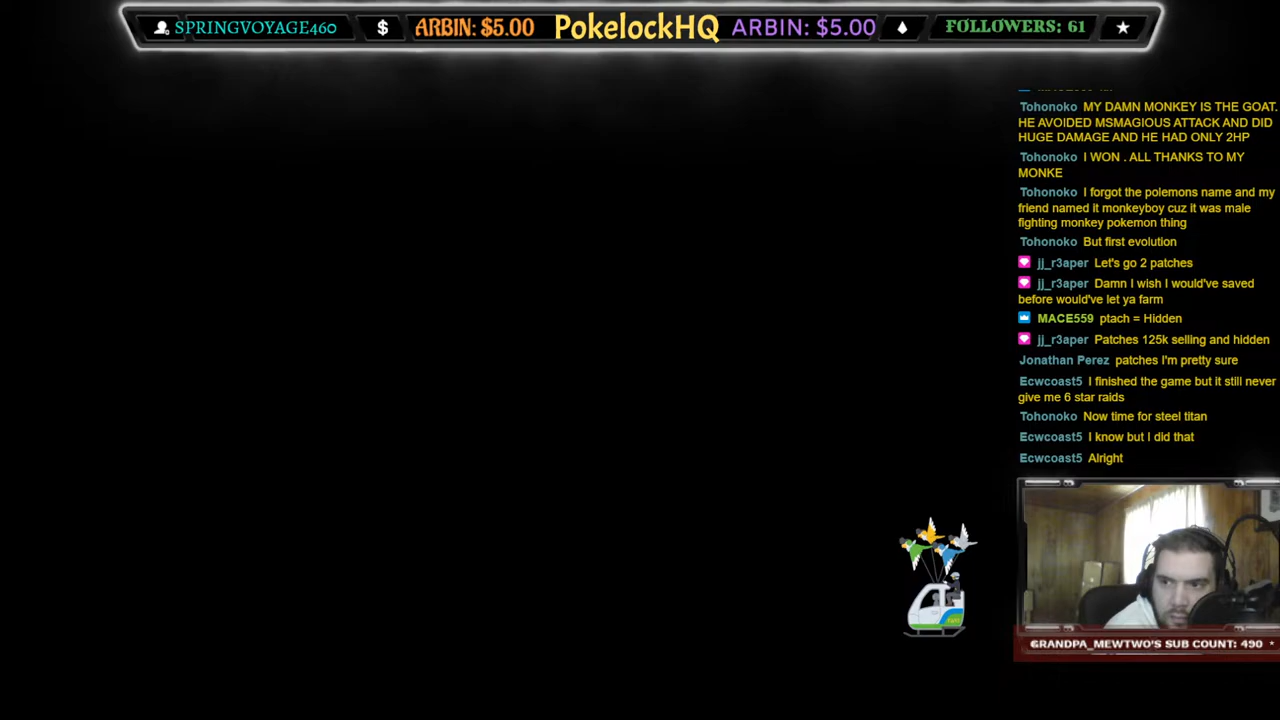 SPRINGVOYAGE460 $ ARBIN: $5.00 PokelockHQ ARBIN: $5.00 FOLLOWERS: 61
Tohonoko MY DAMN MONKEY IS THE GOAT.
HE AVOIDED MSMAGIOUS ATTACK AND DID
HUGE DAMAGE AND HE HAD ONLY 2HP
Tohonoko I WON . ALL THANKS TO MY
MONKE
Tohonoko I forgot the polemons name and my
friend named it monkeyboy cuz it was male
fighting monkey pokemon thing
Tohonoko But first evolution
jj_r3aper Let's go 2 patches
jj_r3aper Damn I wish I would've saved
before would've let ya farm
MACE559 ptach = Hidden
jj_r3aper Patches 125k selling and hidden
Jonathan Perez patches I'm pretty sure
Ecwcoast5 I finished the game but it still never
give me 6 star raids
Tohonoko Now time for steel titan
Ecwcoast5 I know but I did that
Ecwcoast5 Alright
GRANDPA_MEWTWO'S SUB COUNT: 490 *